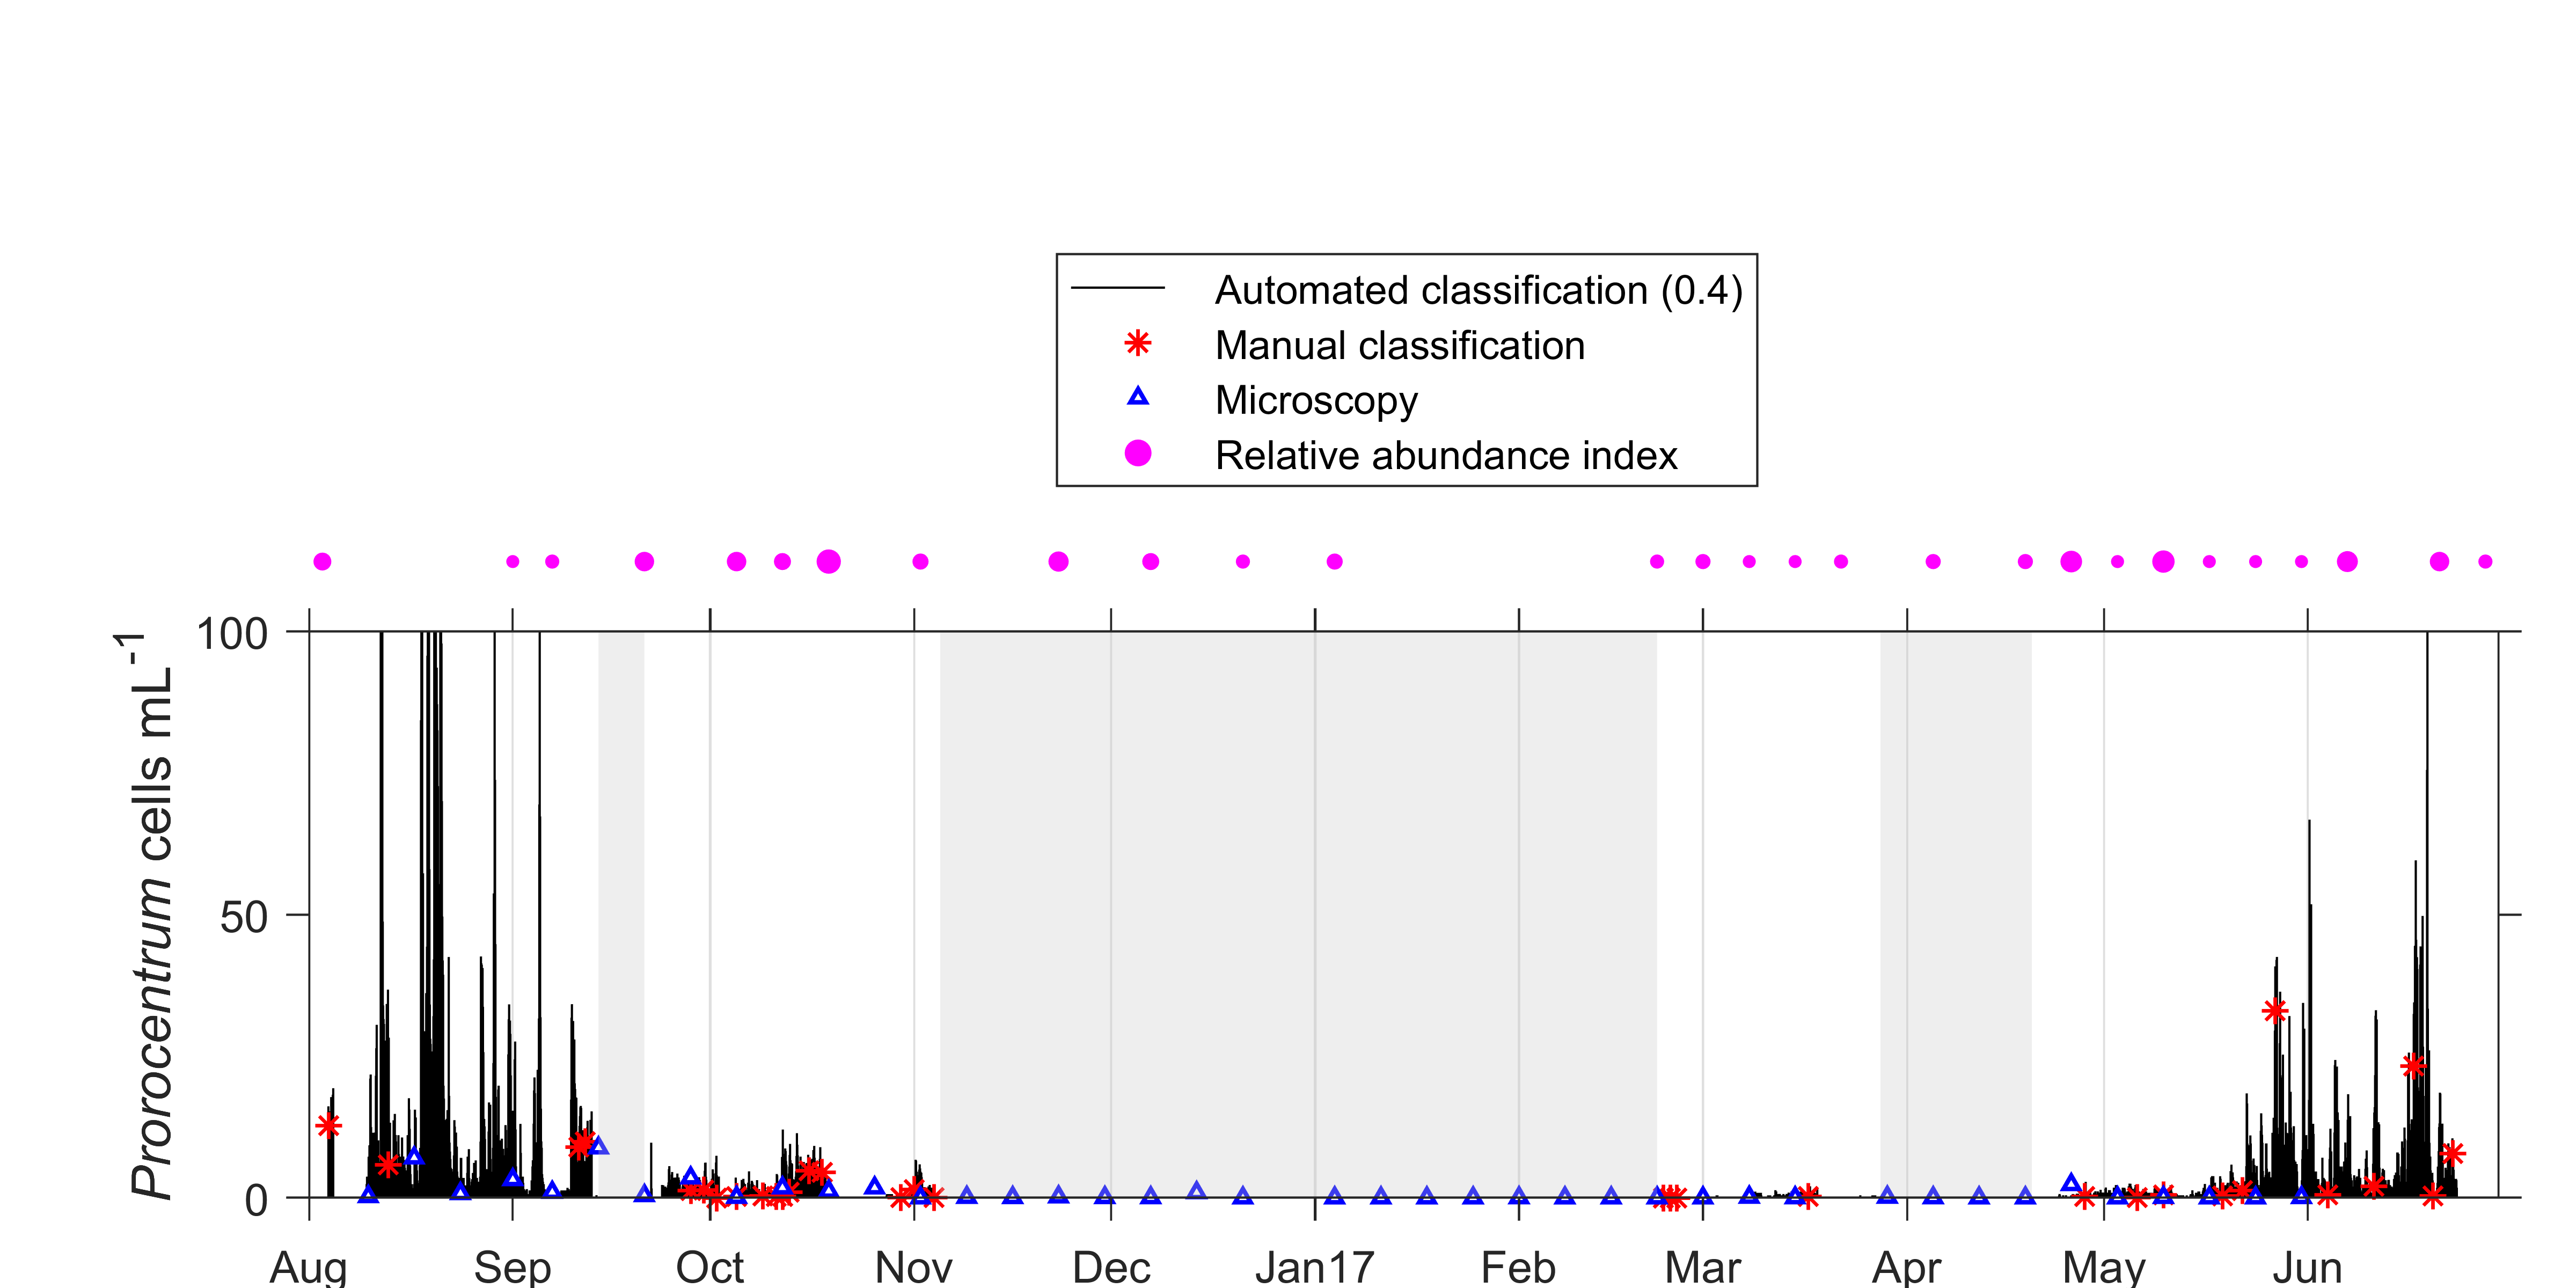 Automated classification (0.4)
Manual classification
Microscopy
Relative abundance index
Prorocentrum cells mL-1
100
50
0
Aug Sep Oct Nov Dec Jan17 Feb Mar Apr May Jun